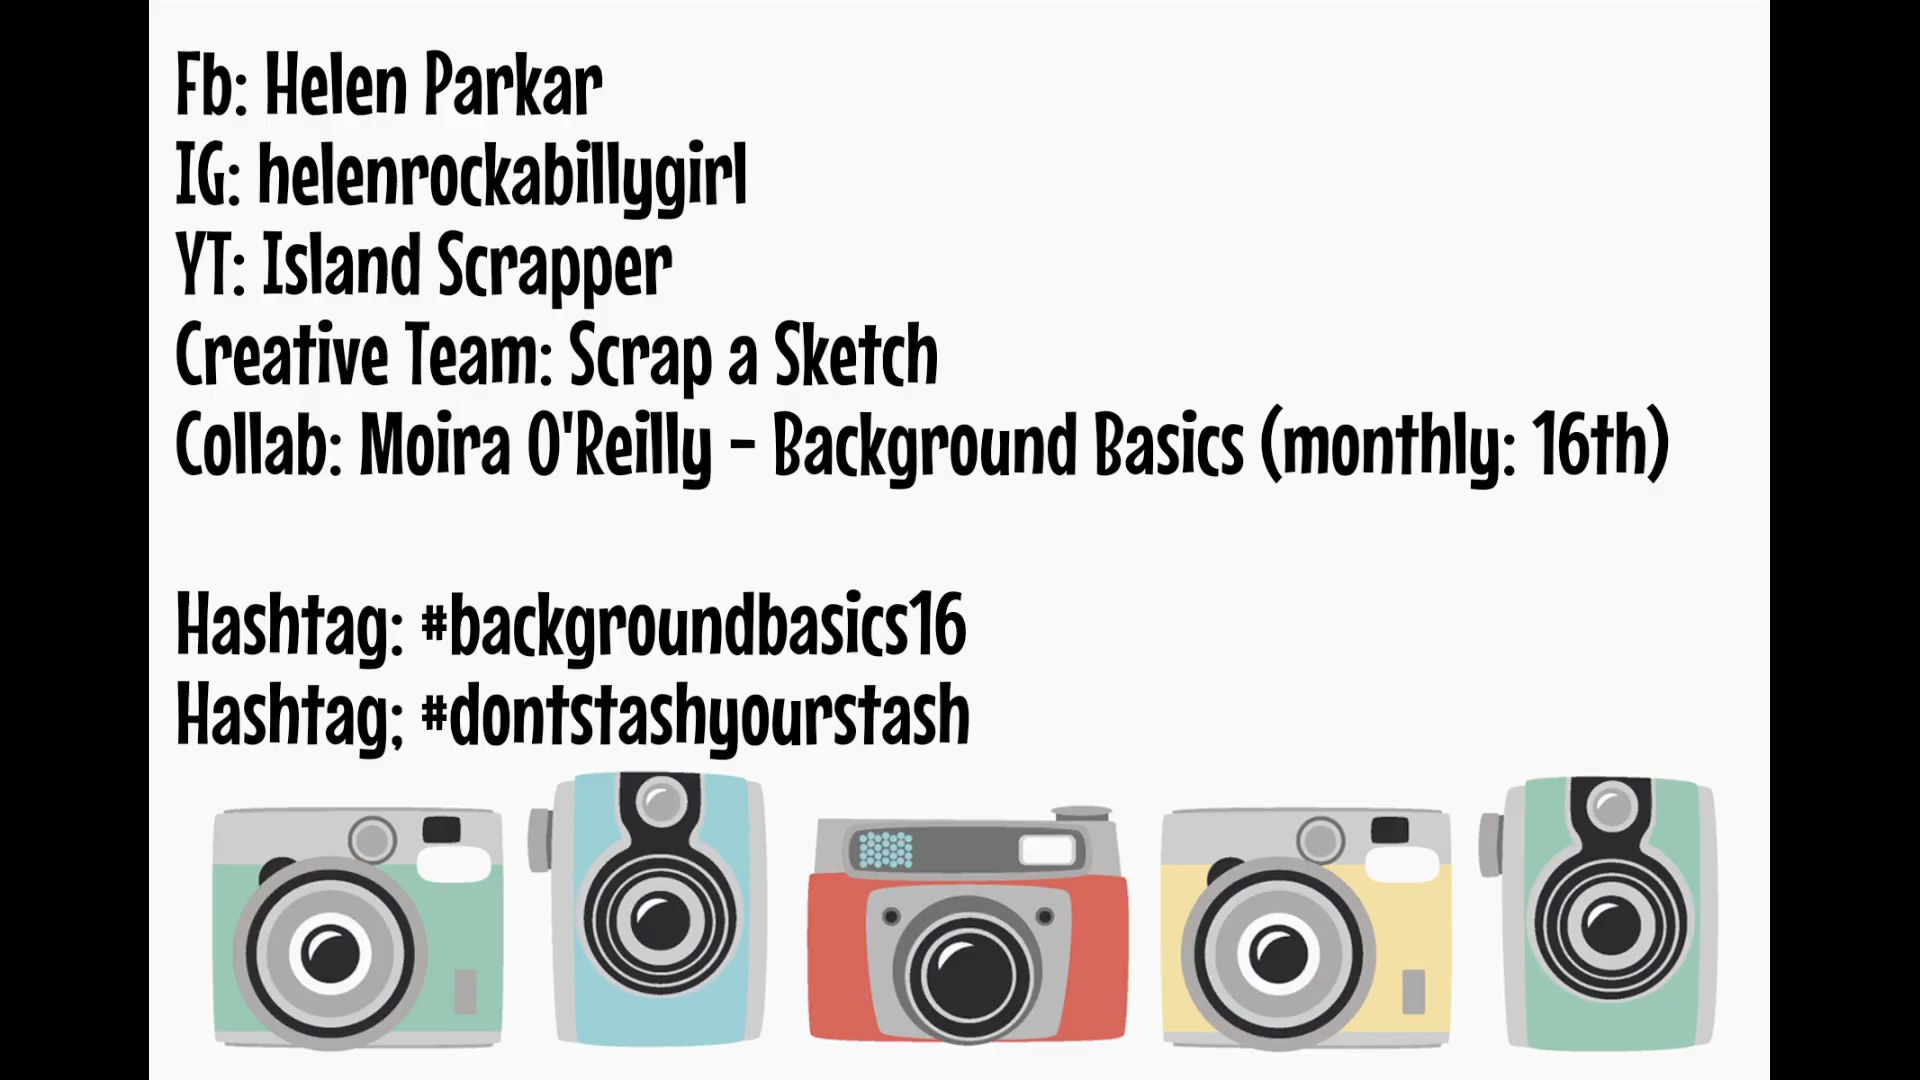 Fb: Helen Parkar
IG: helenrockabillygirl
YT: Island Scrapper
Creative Team: Scrap a Sketch
Collab: Moira O'Reilly - Background Basics (monthly: 16th)
Hashtag: #backgroundbasics16
Hashtag; #dontstashyourstash